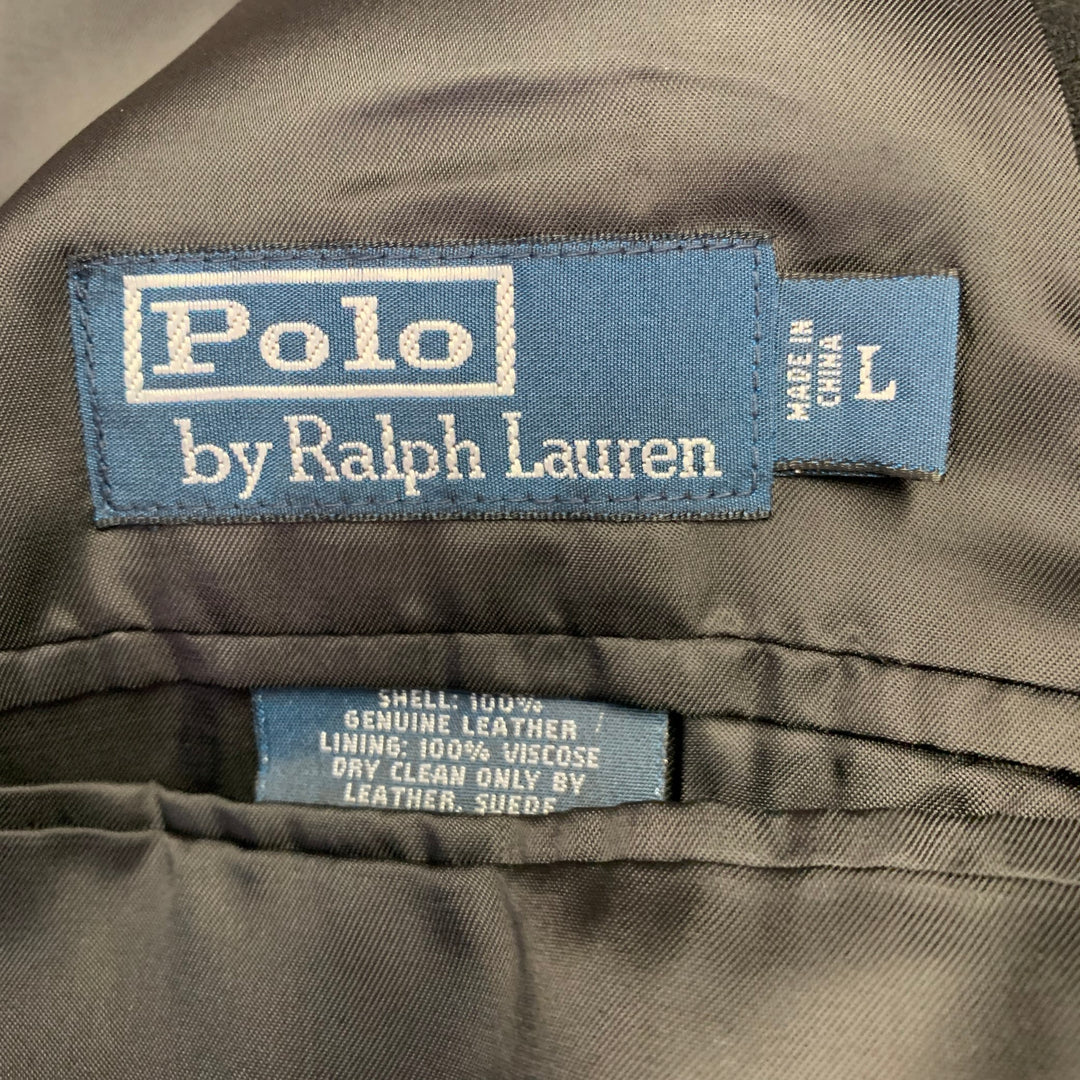 Polo
by Ralph Lauren
MADE IN
CHINA
L
SHELL: 100%
GENUINE LEATHER
LINING: 100% VISCOSE
DRY CLEAN ONLY BY
LEATHER, SUEDE